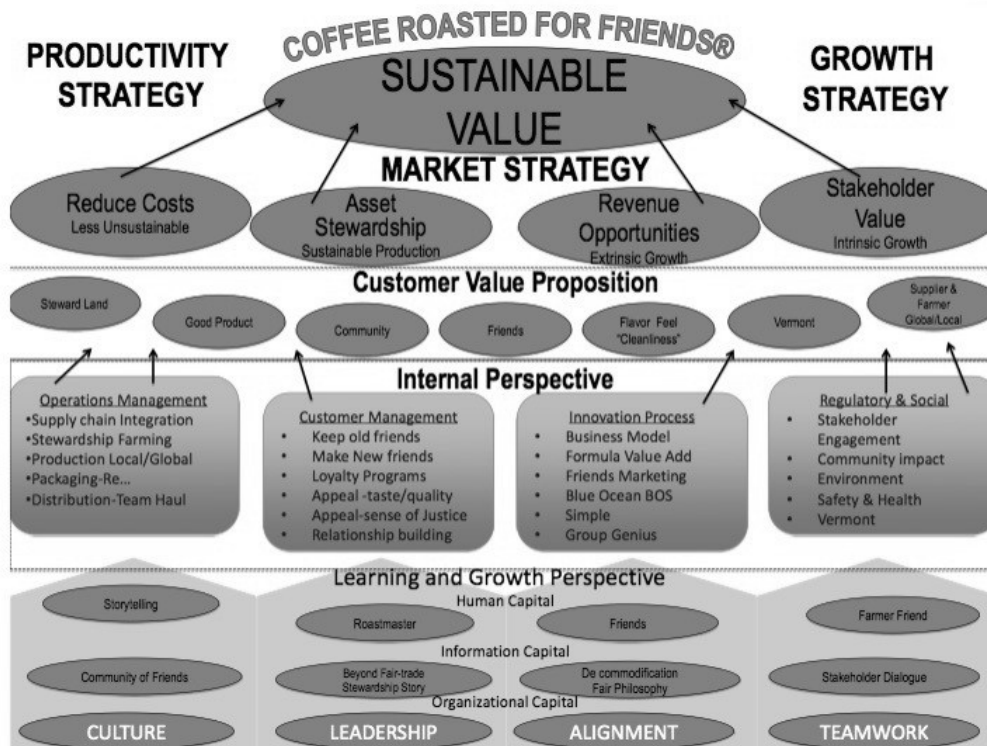 COFFEE ROASTED FOR FRIENDS®
PRODUCTIVITY
STRATEGY
SUSTAINABLE
VALUE
GROWTH
STRATEGY
MARKET STRATEGY
Reduce Costs
Less Unsustainable
Asset
Stewardship
Sustainable Production
Revenue
Opportunities
Extrinsic Growth
Stakeholder
Value
Intrinsic Growth
Customer Value Proposition
Steward Land
Good Product
Community
Friends
Flavor Feel
"Cleanliness"
Vermont
Supplier &
Farmer
Global/Local
Internal Perspective
Operations Management
•Supply chain Integration
•Stewardship Farming
•Production Local/Global
•Packaging-Re...
•Distribution-Team Haul
Customer Management
• Keep old friends
• Make New friends
• Loyalty Programs
• Appeal -taste/quality
• Appeal-sense of Justice
• Relationship building
Innovation Process
• Business Model
• Formula Value Add
• Friends Marketing
• Blue Ocean BOS
• Simple
• Group Genius
Regulatory & Social
• Stakeholder
Engagement
• Community impact
• Environment
• Safety & Health
• Vermont
Learning and Growth Perspective
Human Capital
Storytelling
Roastmaster
Friends
Farmer Friend
Information Capital
Community of Friends
Beyond Fair-trade
Stewardship Story
De commodification
Fair Philosophy
Stakeholder Dialogue
Organizational Capital
CULTURE
LEADERSHIP
ALIGNMENT
TEAMWORK